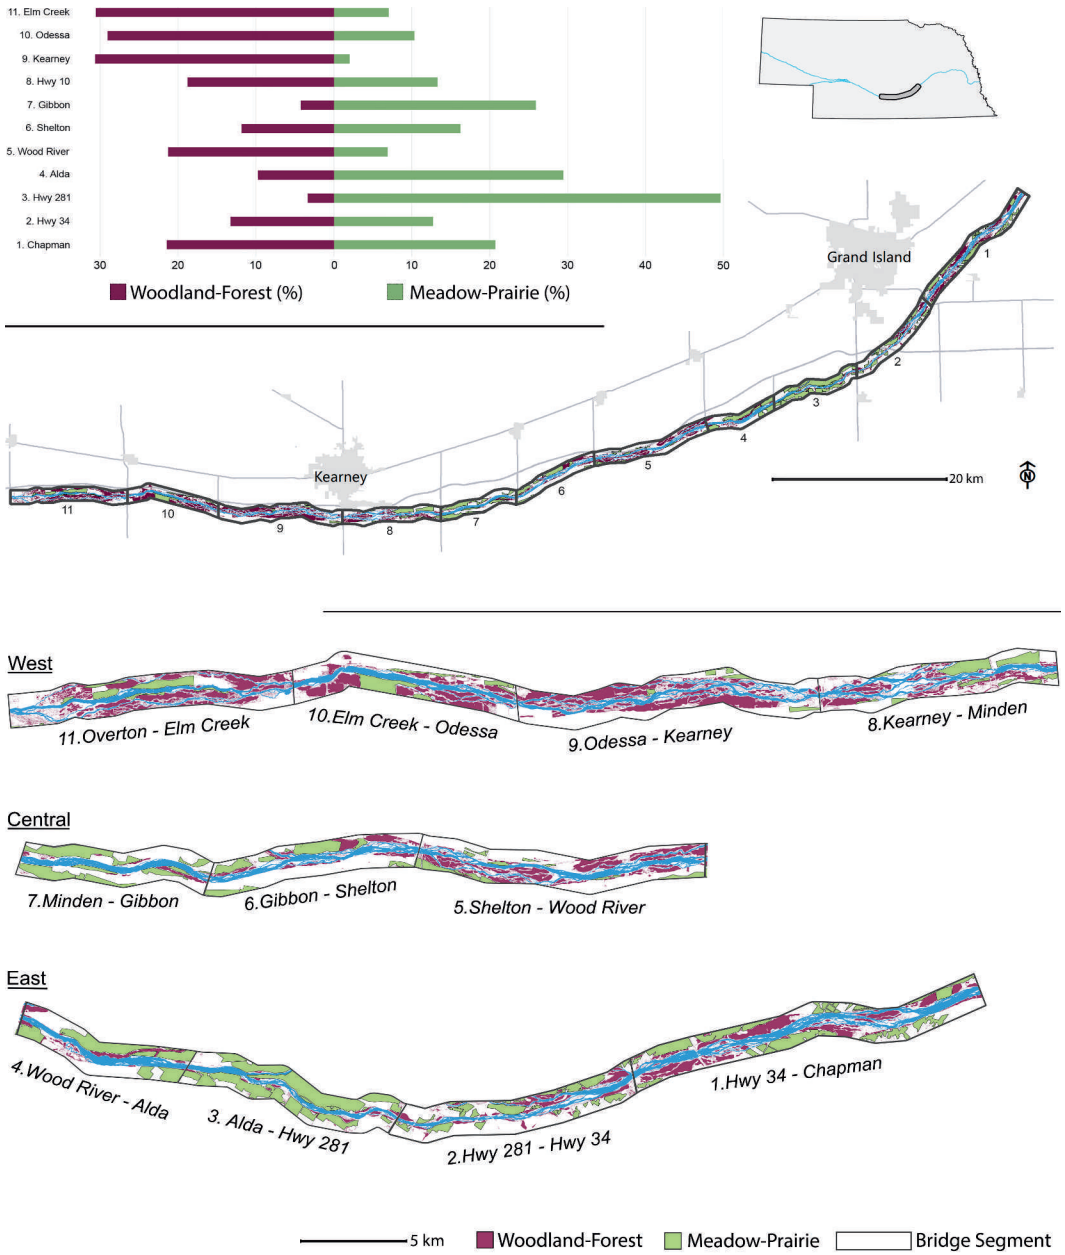 11. Elm Creek
10. Odessa
9. Kearney
8. Hwy 10
7. Gibbon
6. Shelton
5. Wood River
4. Alda
3. Hwy 281
2. Hwy 34
1. Chapman
30 20 10 0 10 20 30 40 50
Woodland-Forest (%) Meadow-Prairie (%)
Grand Island
1
2
3
4
5
6
7
8
9
10
11
Kearney
20 km
N
West
11.Overton - Elm Creek
10.Elm Creek - Odessa
9.Odessa - Kearney
8.Kearney - Minden
Central
7.Minden - Gibbon
6.Gibbon - Shelton
5.Shelton - Wood River
East
4.Wood River - Alda
3. Alda - Hwy 281
2.Hwy 281 - Hwy 34
1.Hwy 34 - Chapman
5 km Woodland-Forest Meadow-Prairie Bridge Segment